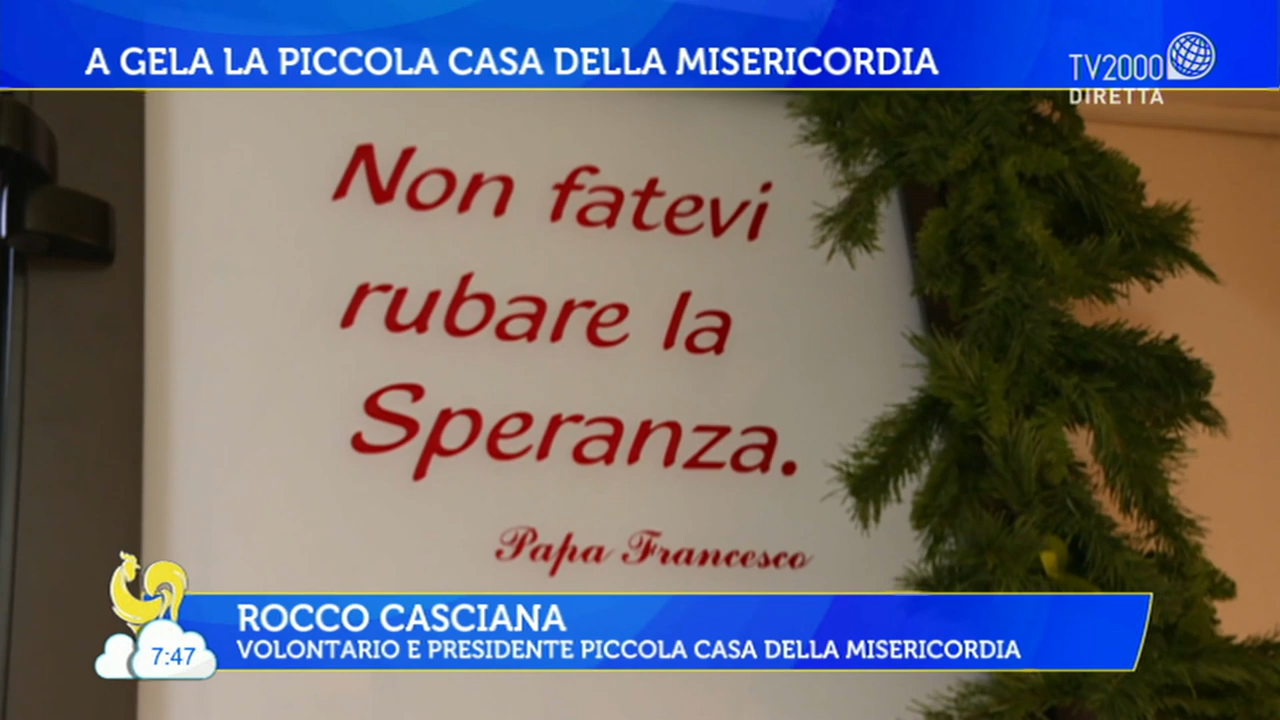 A GELA LA PICCOLA CASA DELLA MISERICORDIA
TV2000
DIRETTA
Non fatevi
rubare la
Speranza.
Papa Francesco
ROCCO CASCIANA
7:47
VOLONTARIO E PRESIDENTE PICCOLA CASA DELLA MISERICORDIA